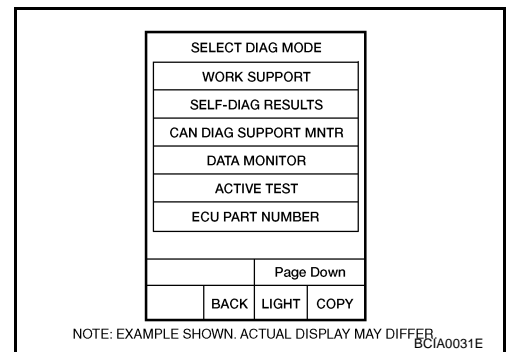 SELECT DIAG MODE
WORK SUPPORT
SELF-DIAG RESULTS
CAN DIAG SUPPORT MNTR
DATA MONITOR
ACTIVE TEST
ECU PART NUMBER
Page Down
BACK LIGHT COPY
NOTE: EXAMPLE SHOWN. ACTUAL DISPLAY MAY DIFFER.
BCIA0031E